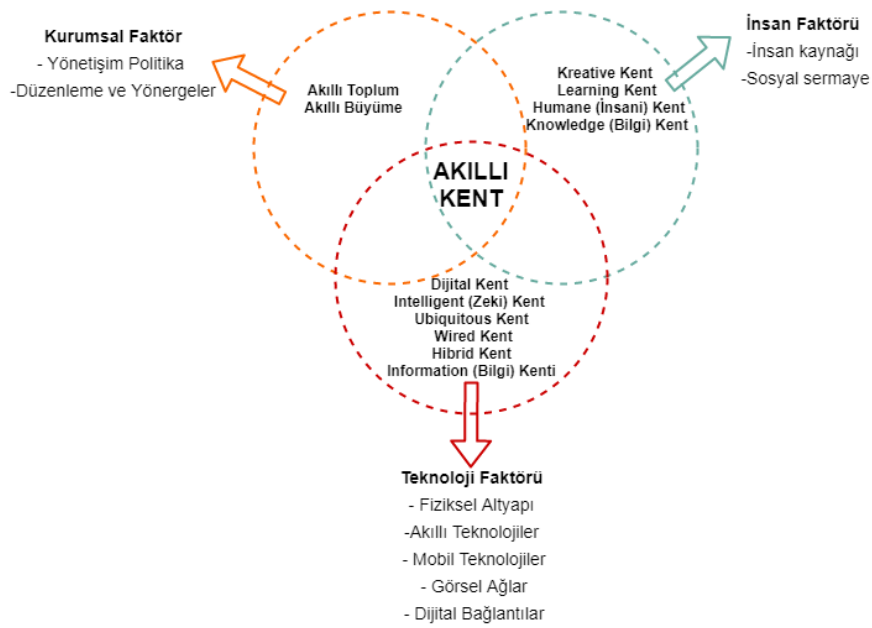 Kurumsal Faktör
- Yönetişim Politika
-Düzenleme ve Yönergeler
Akıllı Toplum
Akıllı Büyüme
Kreative Kent
Learning Kent
Humane (İnsani) Kent
Knowledge (Bilgi) Kent
İnsan Faktörü
-İnsan kaynağı
-Sosyal sermaye
AKILLI
KENT
Dijital Kent
Intelligent (Zeki) Kent
Ubiquitous Kent
Wired Kent
Hibrid Kent
Information (Bilgi) Kenti
Teknoloji Faktörü
- Fiziksel Altyapı
-Akıllı Teknolojiler
- Mobil Teknolojiler
- Görsel Ağlar
- Dijital Bağlantılar